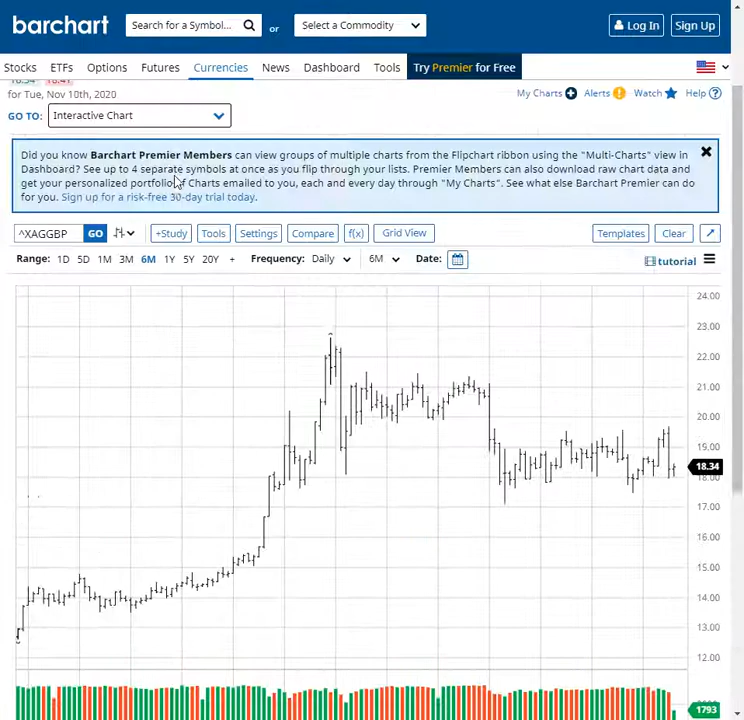 barchart
Search for a Symbol...
or
Select a Commodity
Log In
Sign Up
Stocks ETFs Options Futures Currencies News Dashboard Tools Try Premier for Free
for Tue, Nov 10th, 2020
My Charts Alerts Watch Help
GO TO: Interactive Chart
Did you know Barchart Premier Members can view groups of multiple charts from the Flipchart ribbon using the "Multi-Charts" view in
Dashboard? See up to 4 separate symbols at once as you flip through your lists. Premier Members can also download raw chart data and
get your personalized portfolio of Charts emailed to you, each and every day through "My Charts". See what else Barchart Premier can do
for you. Sign up for a risk-free 30-day trial today.
^XAGGBP GO +Study Tools Settings Compare f(x) Grid View Templates Clear
Range: 1D 5D 1M 3M 6M 1Y 5Y 20Y + Frequency: Daily 6M Date: tutorial
24.00
23.00
22.00
21.00
20.00
19.00
18.34
18.00
17.00
16.00
15.00
14.00
13.00
12.00
1793